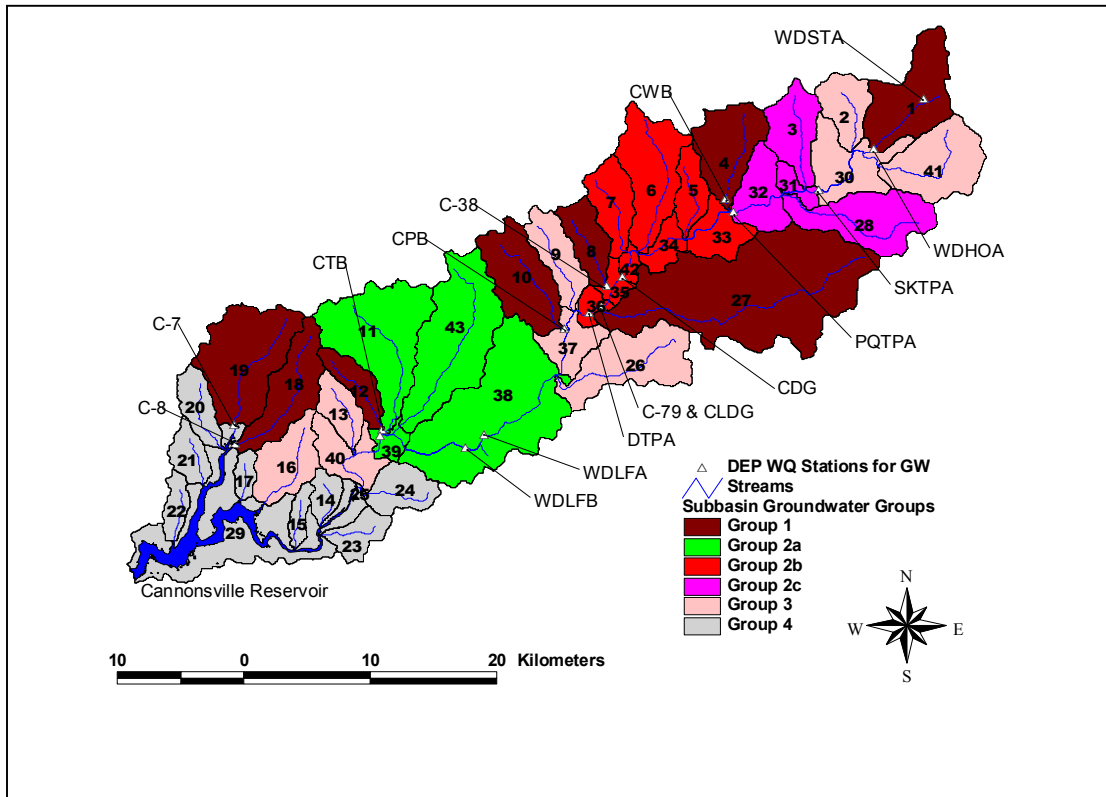 WDSTA
CWB
2
1
3
4
41
C-38
6
5
32
31
30
7
28
CPB
9
8
33
34
WDHOA
CTB
10
42
39
27
SKTPA
36
C-7
11
43
37
PQTPA
26
19
18
12
38
CDG
20
13
C-79 & CLDG
C-8
DTPA
21
16
40
39
WDLFA
17
24
22
14
25
WDLFB
29
15
23
Cannonsville Reservoir
DEP WQ Stations for GW
Streams
Subbasin Groundwater Groups
Group 1
Group 2a
Group 2b
Group 2c
Group 3
Group 4
N
W E
S
10 0 10 20 Kilometers